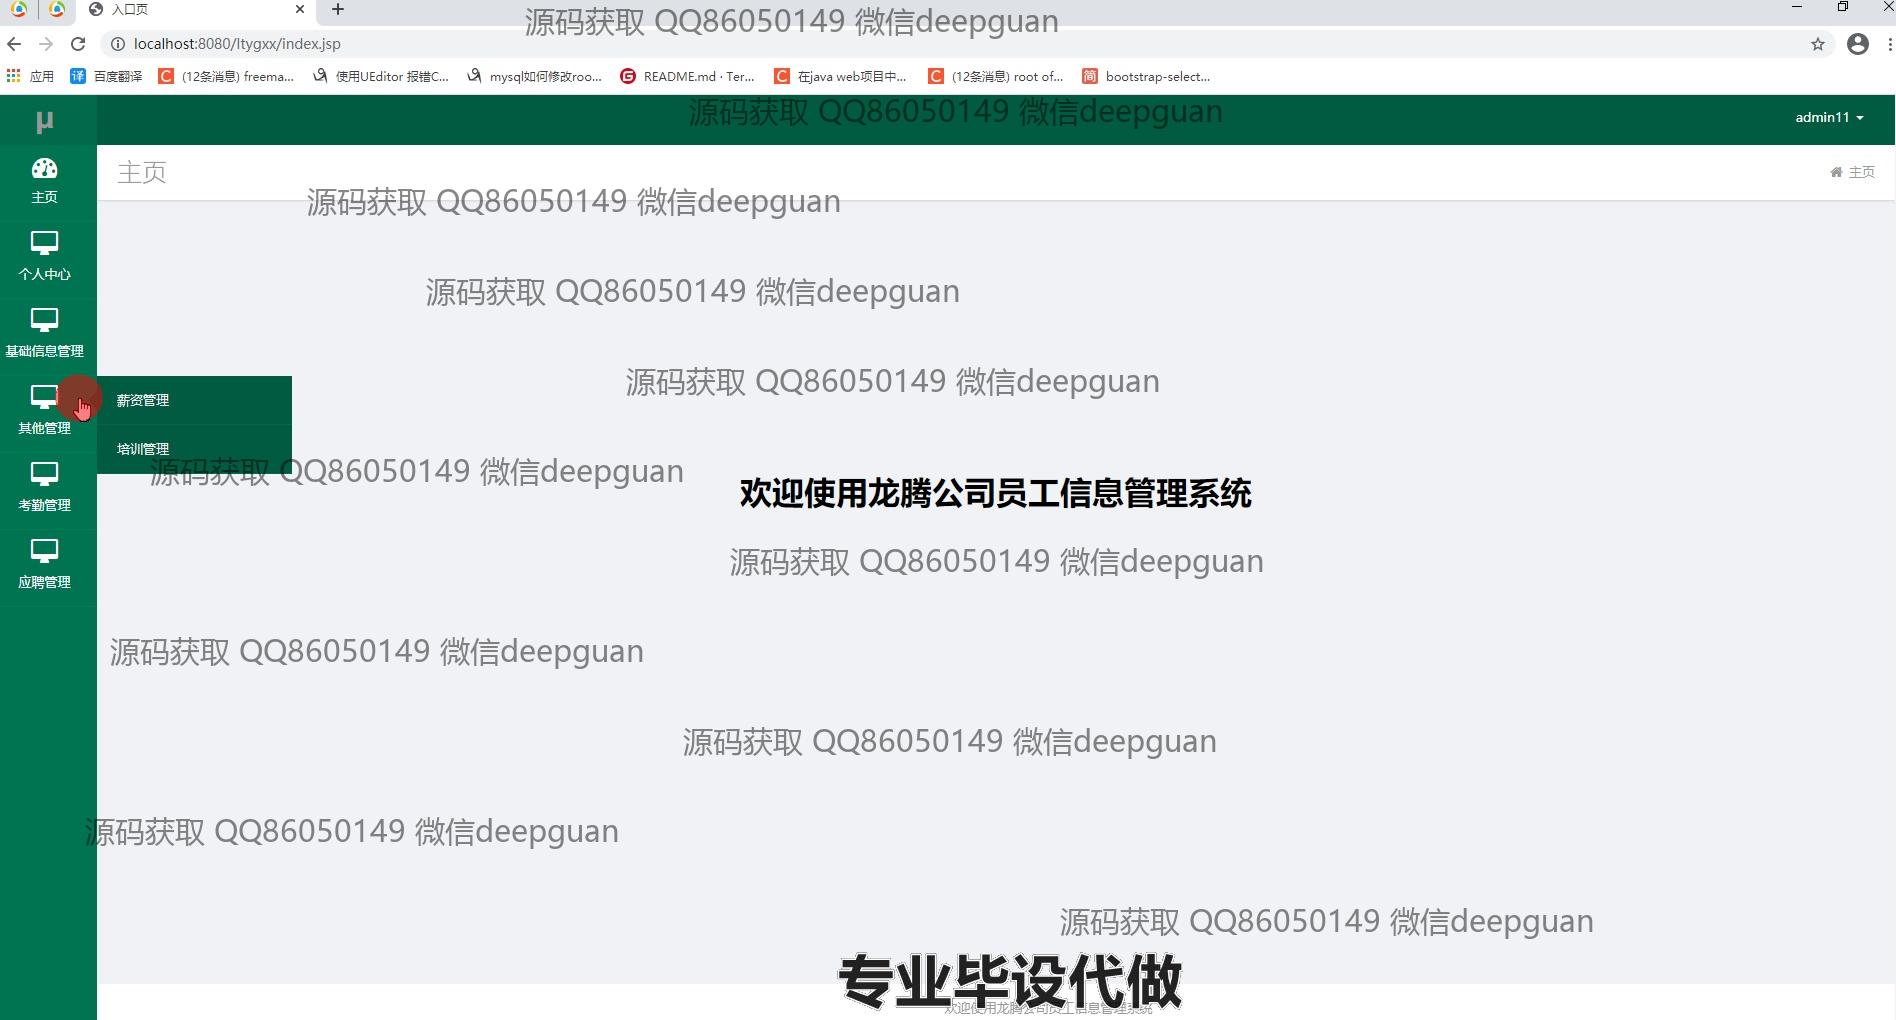 入口页
源码获取 QQ86050149 微信deepguan
localhost:8080/ltygxx/index.jsp
应用
译 百度翻译
C (12条消息) freema...
使用UEditor 报错C...
mysql如何修改roo...
G README.md · Ter...
C 在java web项目中...
C (12条消息) root of...
简 bootstrap-select...
μ
源码获取 QQ86050149 微信deepguan
admin11
主页
主页
主页
源码获取 QQ86050149 微信deepguan
个人中心
源码获取 QQ86050149 微信deepguan
基础信息管理
源码获取 QQ86050149 微信deepguan
薪资管理
其他管理
培训管理
源码获取 QQ86050149 微信deepguan
欢迎使用龙腾公司员工信息管理系统
考勤管理
源码获取 QQ86050149 微信deepguan
应聘管理
源码获取 QQ86050149 微信deepguan
源码获取 QQ86050149 微信deepguan
源码获取 QQ86050149 微信deepguan
源码获取 QQ86050149 微信deepguan
专业毕设代做
欢迎使用龙腾公司员工信息管理系统